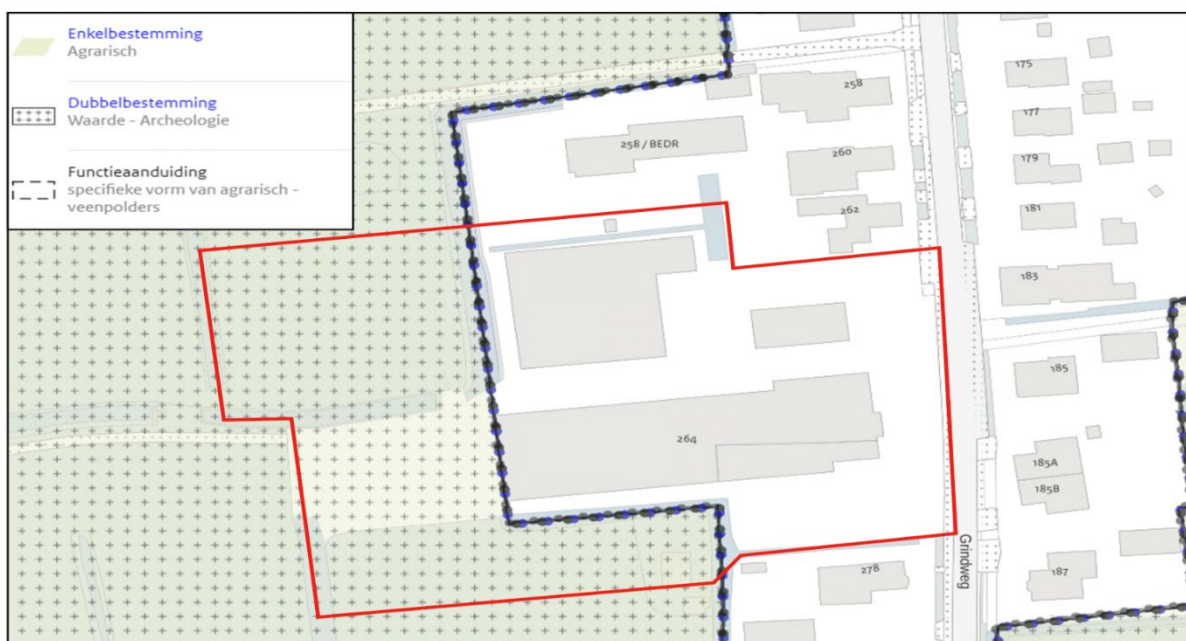 Enkelbestemming
Agrarisch
Dubbelbestemming
Waarde - Archeologie
Functieaanduiding
specifieke vorm van agrarisch -
veenpolders
258
258 / BEDR
260
262
264
278
175
177
179
181
183
185
185A
185B
187
Grindweg